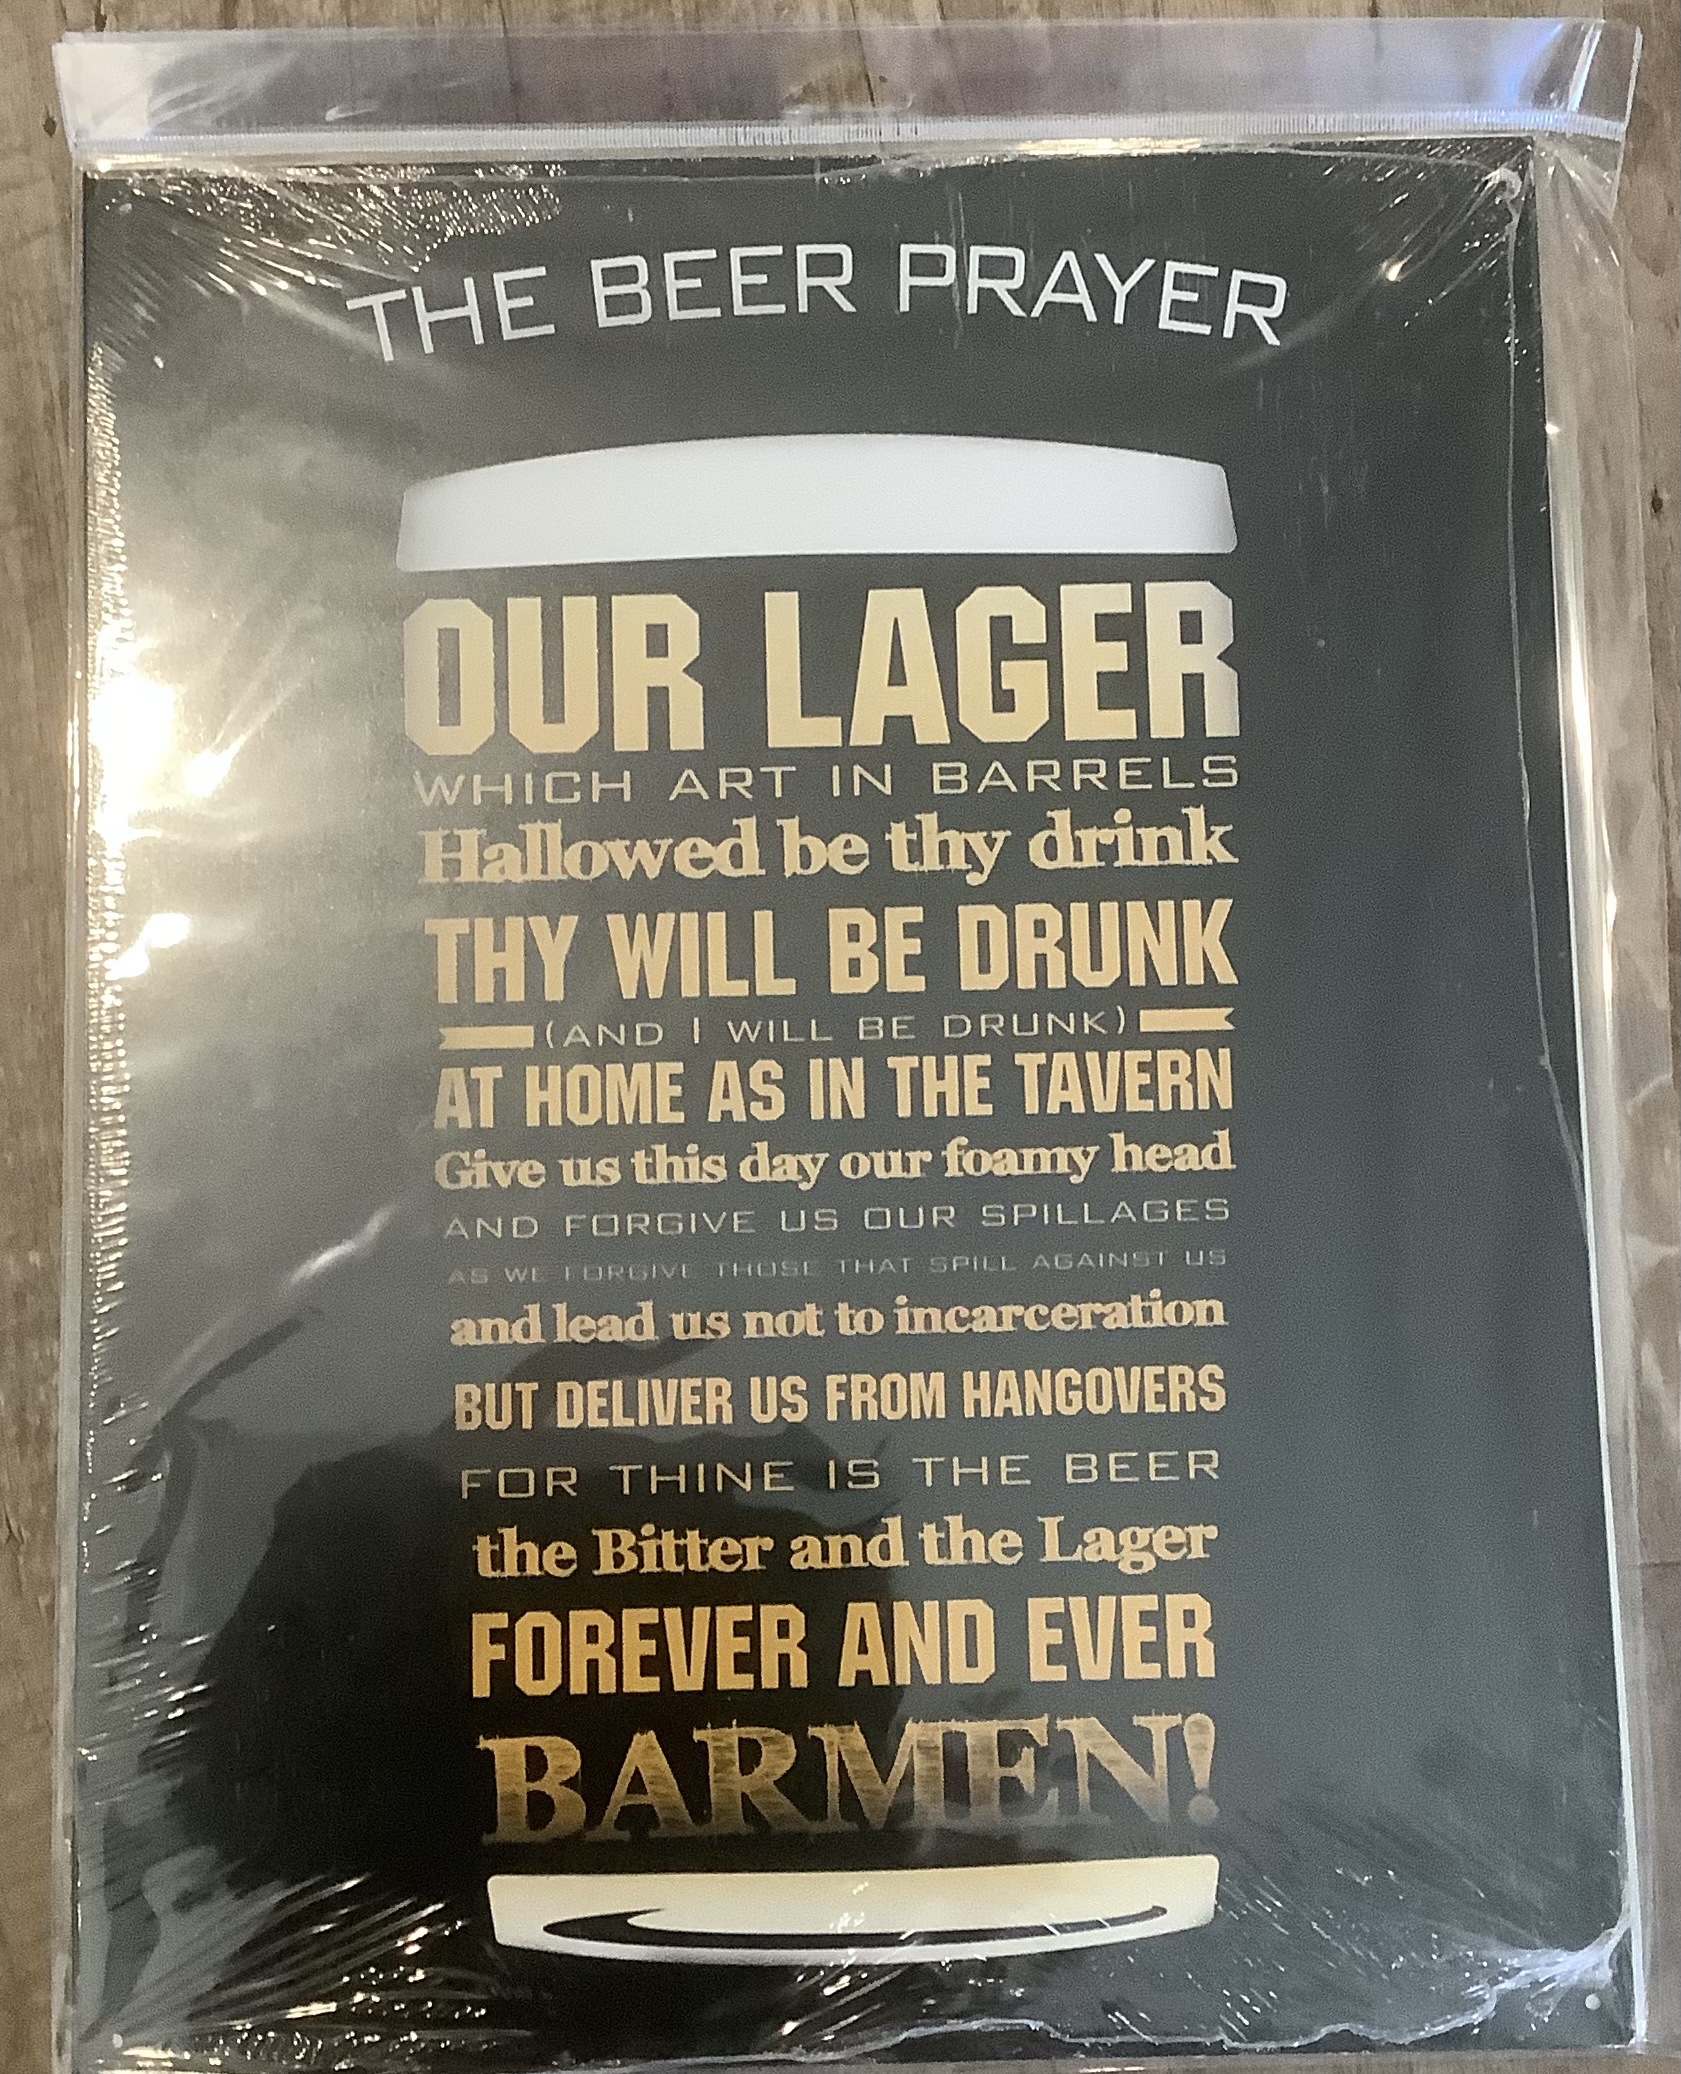 THE BEER PRAYER
OUR LAGER
WHICH ART IN BARRELS
Hallowed be thy drink
THY WILL BE DRUNK
(AND I WILL BE DRUNK)
AT HOME AS IN THE TAVERN
Give us this day our foamy head
AND FORGIVE US OUR SPILLAGES
AS WE FORGIVE THOSE THAT SPILL AGAINST US
and lead us not to incarceration
BUT DELIVER US FROM HANGOVERS
FOR THINE IS THE BEER
the Bitter and the Lager
FOREVER AND EVER
BARMEN!